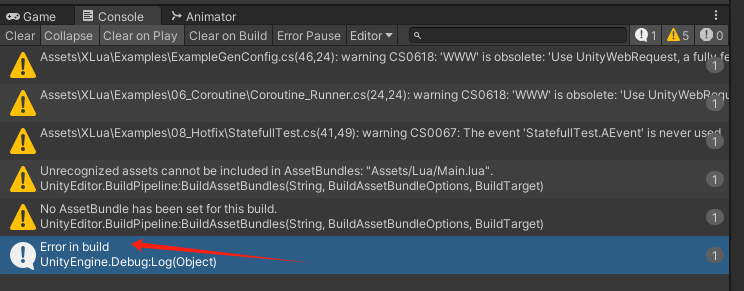 Game Console Animator
Clear Collapse Clear on Play Clear on Build Error Pause Editor 1 5 0
Assets\XLua\Examples\ExampleGenConfig.cs(46,24): warning CS0618: 'WWW' is obsolete: 'Use UnityWebRequest, a fully fe
1
Assets\XLua\Examples\06_Coroutine\Coroutine_Runner.cs(24,24): warning CS0618: 'WWW' is obsolete: 'Use UnityWebRequ
1
Assets\XLua\Examples\08_Hotfix\StatefullTest.cs(41,49): warning CS0067: The event 'StatefullTest.AEvent' is never used
1
Unrecognized assets cannot be included in AssetBundles: "Assets/Lua/Main.lua".
UnityEditor.BuildPipeline:BuildAssetBundles(String, BuildAssetBundleOptions, BuildTarget)
1
No AssetBundle has been set for this build.
UnityEditor.BuildPipeline:BuildAssetBundles(String, BuildAssetBundleOptions, BuildTarget)
1
Error in build
UnityEngine.Debug:Log(Object)
1